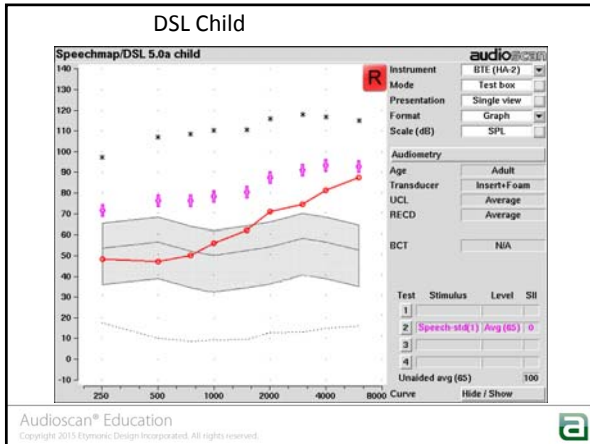 DSL Child
Speechmap/DSL 5.0a child
audioscan
R
Instrument BTE (HA-2)
Mode Test box
Presentation Single view
Format Graph
Scale (dB) SPL
Audiometry
Age Adult
Transducer Insert+Foam
UCL Average
RECD Average
BCT N/A
Test Stimulus Level SII
1
2 Speech-std(1) Avg (65) 0
3
4
Unaided avg (65) 100
Curve Hide / Show
140
130
120
110
100
90
80
70
60
50
40
30
20
10
0
-10
250 500 1000 2000 4000 8000
Audioscan® Education
Copyright 2015 Etymonic Design Incorporated. All rights reserved.
a